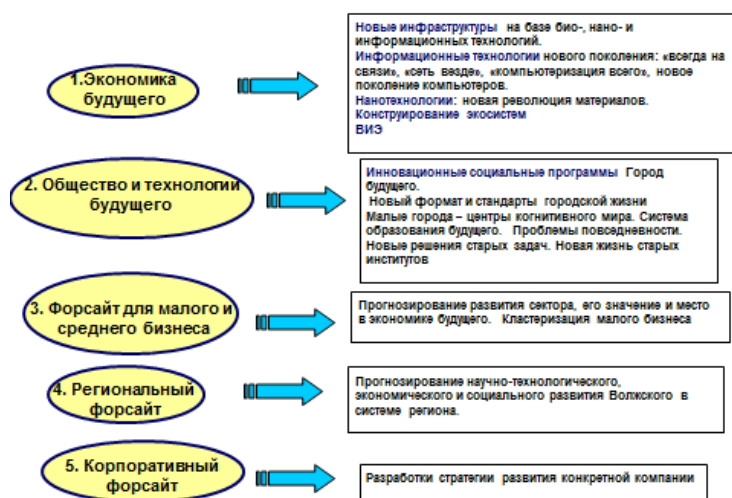 1.Экономика
будущего
Новые инфраструктуры на базе био-, нано- и
информационных технологий.
Информационные технологии нового поколения: «всегда на
связи», «сеть везде», «компьютеризация всего», новое
поколение компьютеров.
Нанотехнологии: новая революция материалов.
Конструирование экосистем
ВИЭ
2. Общество и технологии
будущего
Инновационные социальные программы Город
будущего.
Новый формат и стандарты городской жизни
Малые города – центры когнитивного мира. Система
образования будущего. Проблемы повседневности.
Новые решения старых задач. Новая жизнь старых
институтов
3. Форсайт для малого и
среднего бизнеса
Прогнозирование развития сектора, его значение и место
в экономике будущего. Кластеризация малого бизнеса
4. Региональный
форсайт
Прогнозирование научно-технологического,
экономического и социального развития Волжского в
системе региона.
5. Корпоративный
форсайт
Разработки стратегии развития конкретной компании